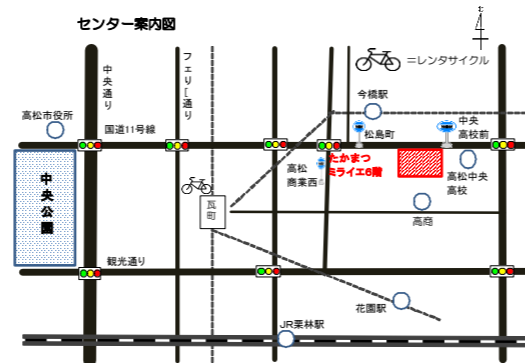 センター案内図
中央通り
フェリー通り
＝レンタサイクル
今橋駅
高松市役所
国道11号線
松島町
中央
高校前
たかまつ
ミライエ6階
高松
商業西
高松中央
高校
中央公園
瓦町
高商
観光通り
花園駅
JR栗林駅